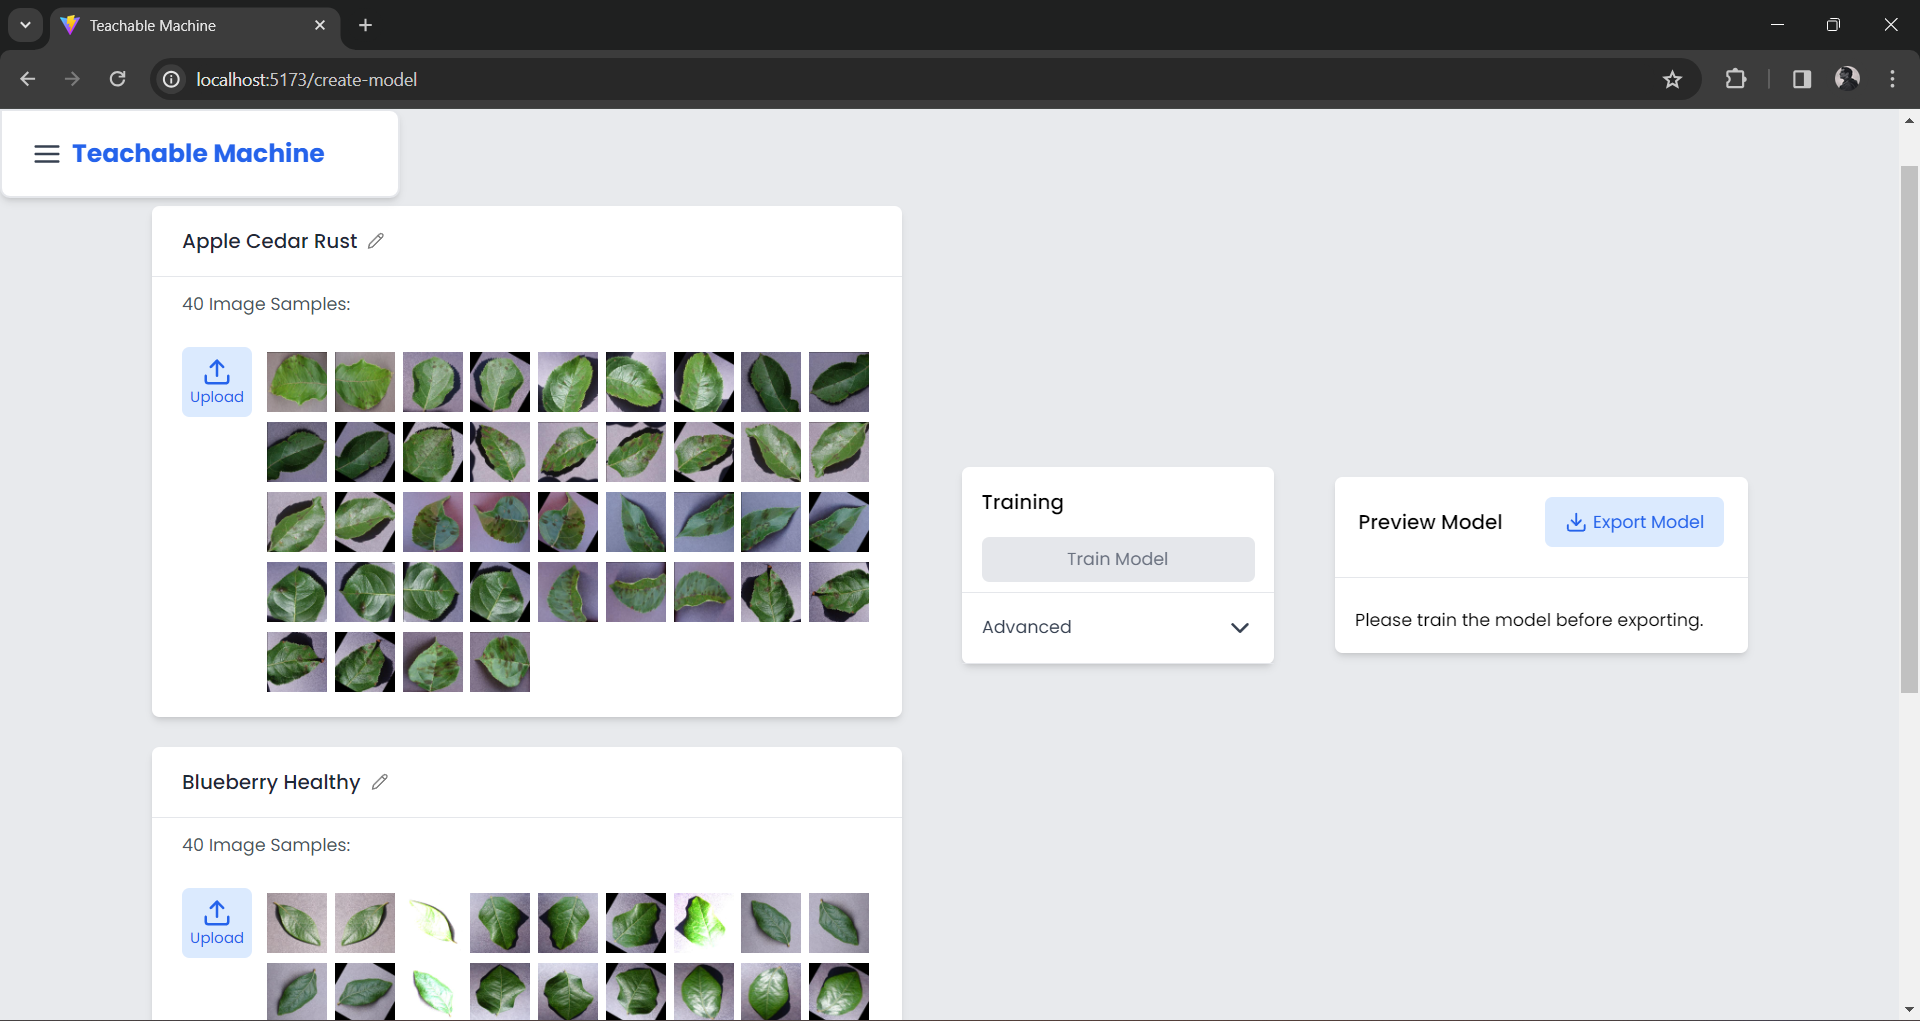 Teachable Machine
localhost:5173/create-model
Teachable Machine
Apple Cedar Rust
40 Image Samples:
Upload
Training
Train Model
Advanced
Preview Model
Export Model
Please train the model before exporting.
Blueberry Healthy
40 Image Samples:
Upload